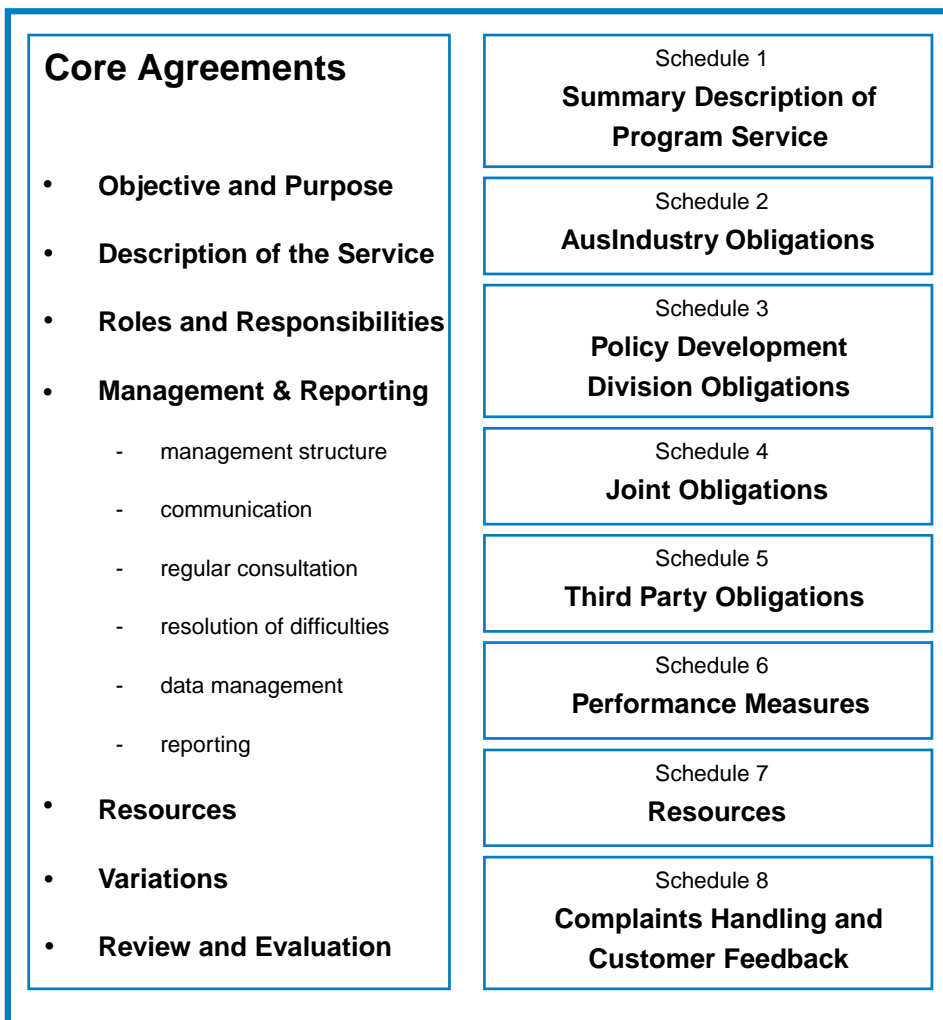 Core Agreements
• Objective and Purpose
• Description of the Service
• Roles and Responsibilities
• Management & Reporting
- management structure
- communication
- regular consultation
- resolution of difficulties
- data management
- reporting
• Resources
• Variations
• Review and Evaluation
Schedule 1
Summary Description of
Program Service
Schedule 2
AusIndustry Obligations
Schedule 3
Policy Development
Division Obligations
Schedule 4
Joint Obligations
Schedule 5
Third Party Obligations
Schedule 6
Performance Measures
Schedule 7
Resources
Schedule 8
Complaints Handling and
Customer Feedback